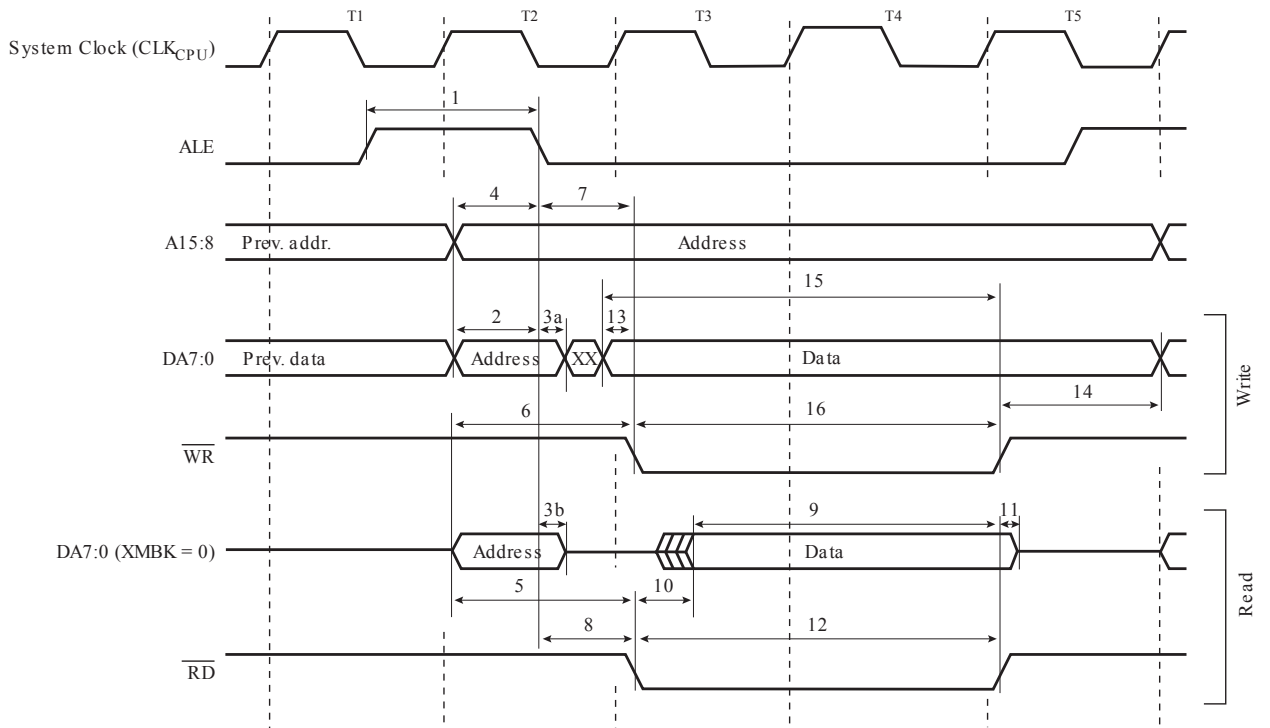 T1 T2 T3 T4 T5
System Clock (CLKCPU)
1
ALE
4 7
A15:8 Prev. addr. Address
15
2 3a 13
DA7:0 Prev. data Address XX Data
14
6 16
WR
Write
3b 9 11
DA7:0 (XMBK = 0) Address Data
5 10
Read
8 12
RD